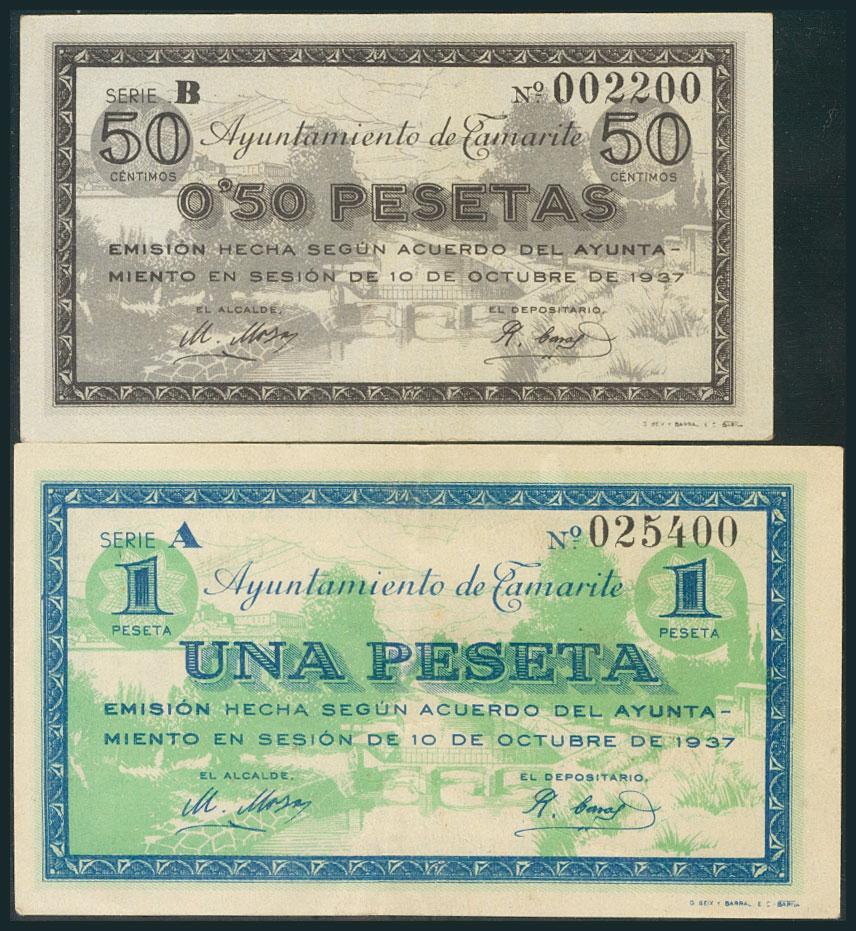 SERIE B Nº 002200
50 Ayuntamiento de Tamarite 50
CÉNTIMOS CÉNTIMOS
0'50 PESETAS
EMISIÓN HECHA SEGÚN ACUERDO DEL AYUNTA-
MIENTO EN SESIÓN DE 10 DE OCTUBRE DE 1937
EL ALCALDE, EL DEPOSITARIO,
SERIE A Nº 025400
1 Ayuntamiento de Tamarite 1
PESETA PESETA
UNA PESETA
EMISIÓN HECHA SEGÚN ACUERDO DEL AYUNTA-
MIENTO EN SESIÓN DE 10 DE OCTUBRE DE 1937
EL ALCALDE, EL DEPOSITARIO,